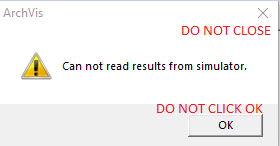 ArchVis
DO NOT CLOSE
Can not read results from simulator.
DO NOT CLICK OK
OK